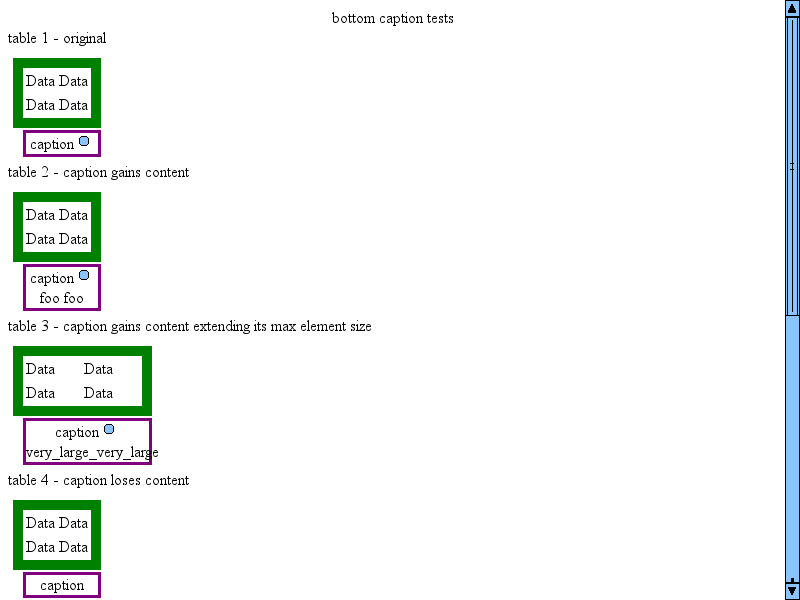 bottom caption tests
table 1 - original
Data Data
Data Data
caption
table 2 - caption gains content
Data Data
Data Data
caption
foo foo
table 3 - caption gains content extending its max element size
Data Data
Data Data
caption
very_large_very_large
table 4 - caption loses content
Data Data
Data Data
caption